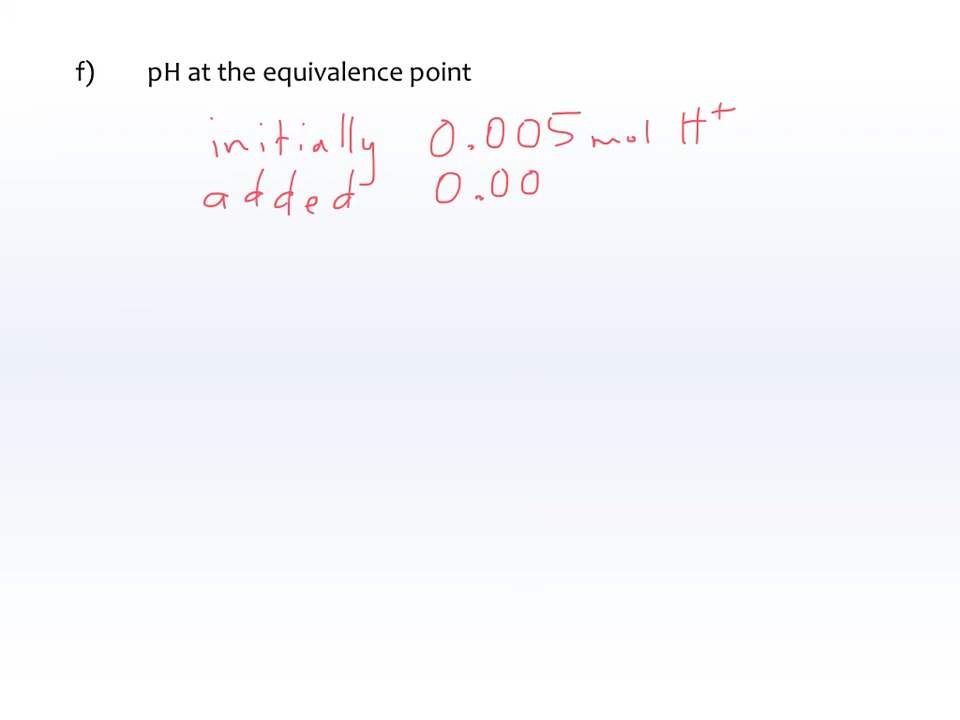 f) pH at the equivalence point
initially 0.005 mol H+
added 0.00